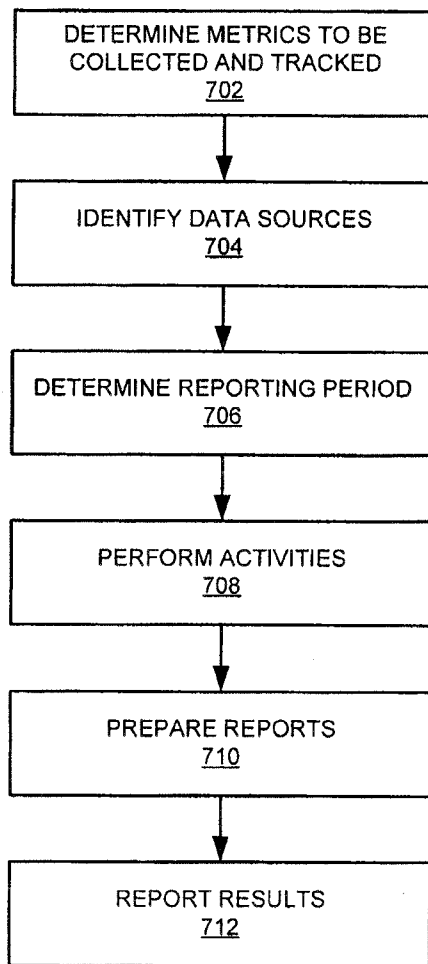 DETERMINE METRICS TO BE
COLLECTED AND TRACKED
702
IDENTIFY DATA SOURCES
704
DETERMINE REPORTING PERIOD
706
PERFORM ACTIVITIES
708
PREPARE REPORTS
710
REPORT RESULTS
712